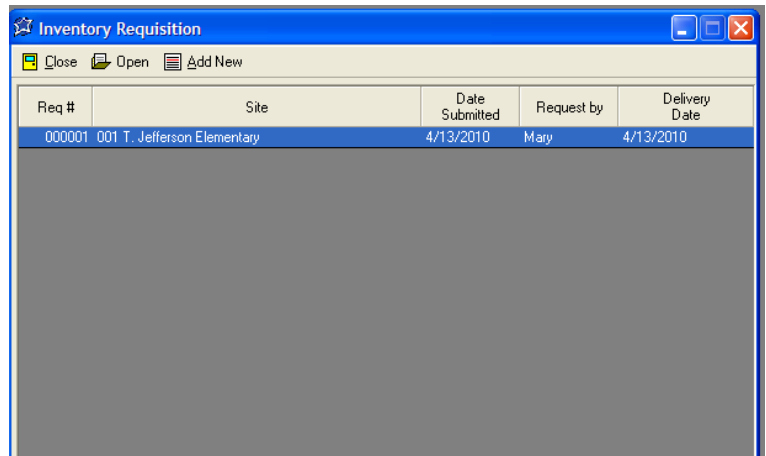 Inventory Requisition
Close Open Add New
Req # Site Date Submitted Request by Delivery Date
000001 001 T. Jefferson Elementary 4/13/2010 Mary 4/13/2010